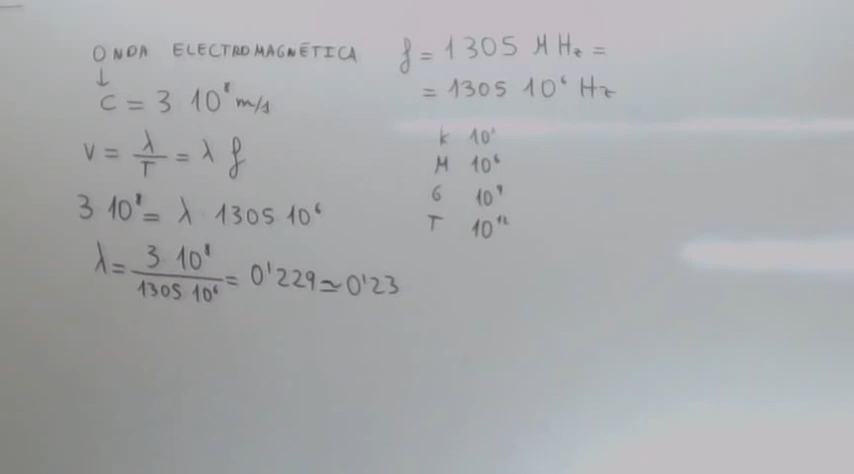 ONDA ELECTROMAGNÉTICA
↓
C = 3 10⁸ m/s
V = λ/T = λ f
3 10⁸ = λ 1305 10⁶
λ = 3 10⁸ / 1305 10⁶ = 0'229 ≃ 0'23
f = 1305 MHz =
= 1305 10⁶ Hz
K 10³
M 10⁶
G 10⁹
T 10¹²